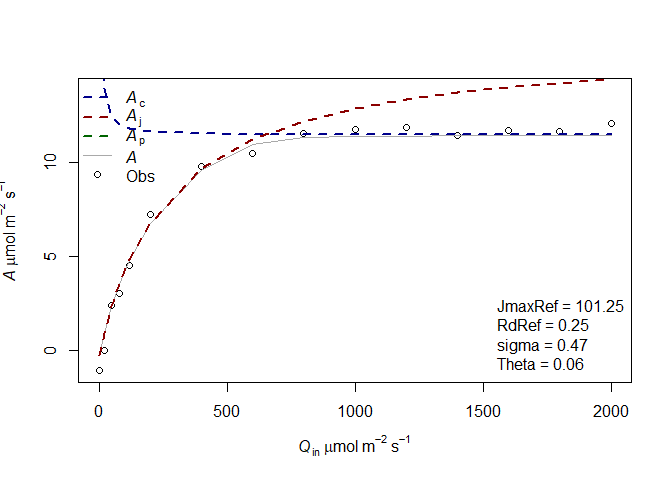 Ac
Aj
Ap
A
Obs
A μmol m−2 s−1
0
5
10
JmaxRef = 101.25
RdRef = 0.25
sigma = 0.47
Theta = 0.06
0 500 1000 1500 2000
Qin μmol m−2 s−1